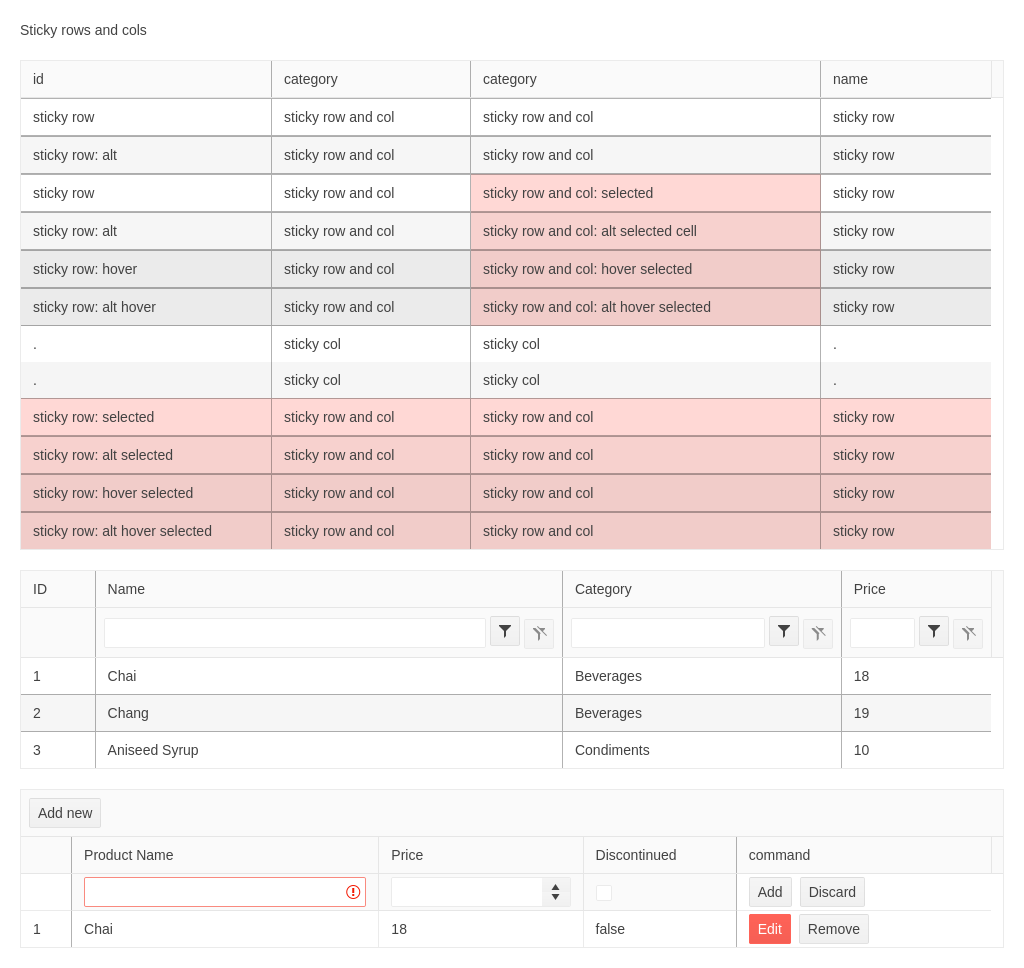 Sticky rows and cols
id category category name
sticky row sticky row and col sticky row and col sticky row
sticky row: alt sticky row and col sticky row and col sticky row
sticky row sticky row and col sticky row and col: selected sticky row
sticky row: alt sticky row and col sticky row and col: alt selected cell sticky row
sticky row: hover sticky row and col sticky row and col: hover selected sticky row
sticky row: alt hover sticky row and col sticky row and col: alt hover selected sticky row
. sticky col sticky col .
. sticky col sticky col .
sticky row: selected sticky row and col sticky row and col sticky row
sticky row: alt selected sticky row and col sticky row and col sticky row
sticky row: hover selected sticky row and col sticky row and col sticky row
sticky row: alt hover selected sticky row and col sticky row and col sticky row
ID Name Category Price
1 Chai Beverages 18
2 Chang Beverages 19
3 Aniseed Syrup Condiments 10
Add new
Product Name Price Discontinued command
Add Discard
1 Chai 18 false Edit Remove